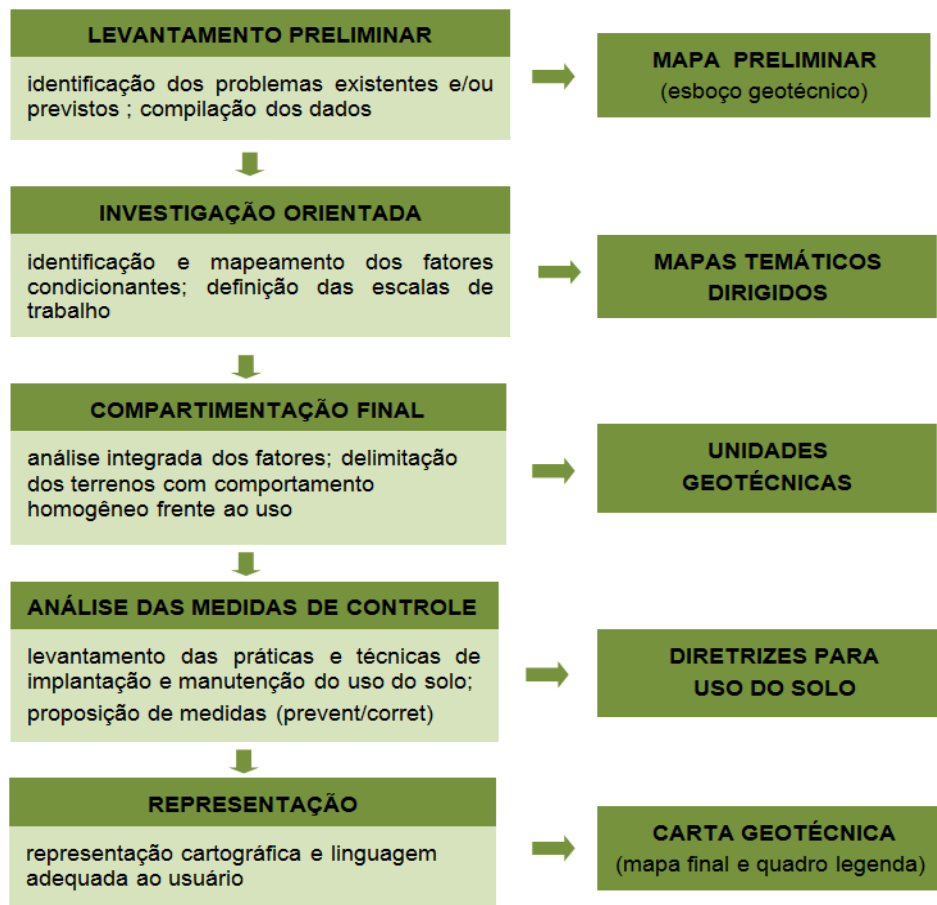 LEVANTAMENTO PRELIMINAR
identificação dos problemas existentes e/ou
previstos ; compilação dos dados
MAPA PRELIMINAR
(esboço geotécnico)
INVESTIGAÇÃO ORIENTADA
identificação e mapeamento dos fatores
condicionantes; definição das escalas de
trabalho
MAPAS TEMÁTICOS
DIRIGIDOS
COMPARTIMENTAÇÃO FINAL
análise integrada dos fatores; delimitação
dos terrenos com comportamento
homogêneo frente ao uso
UNIDADES
GEOTÉCNICAS
ANÁLISE DAS MEDIDAS DE CONTROLE
levantamento das práticas e técnicas de
implantação e manutenção do uso do solo;
proposição de medidas (prevent/corret)
DIRETRIZES PARA
USO DO SOLO
REPRESENTAÇÃO
representação cartográfica e linguagem
adequada ao usuário
CARTA GEOTÉCNICA
(mapa final e quadro legenda)